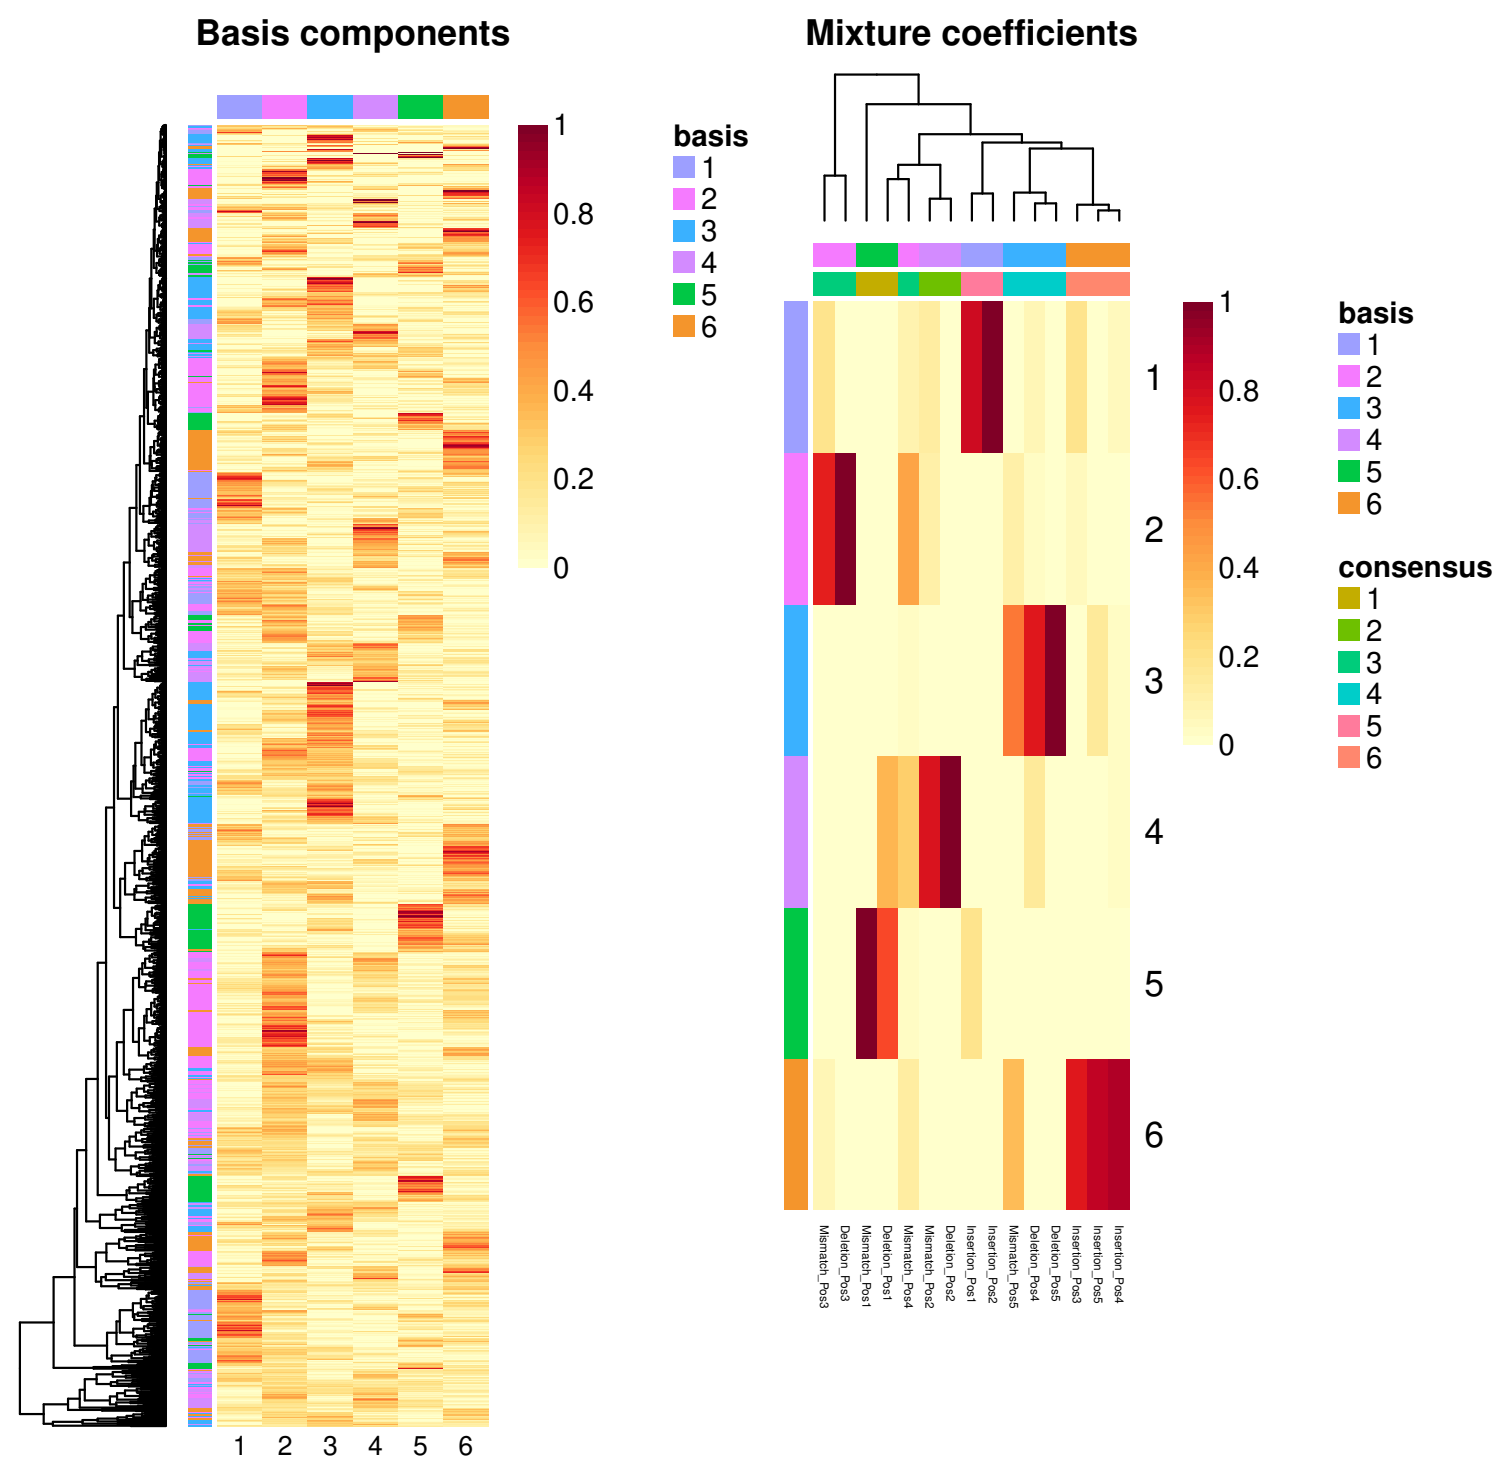 Basis components
Mixture coefficients
1
0.8
0.6
0.4
0.2
0
basis
1
2
3
4
5
6
1 2 3 4 5 6
1
2
3
4
5
6
1
0.8
0.6
0.4
0.2
0
basis
1
2
3
4
5
6
consensus
1
2
3
4
5
6
Mismatch_Pos3
Deletion_Pos3
Mismatch_Pos1
Deletion_Pos1
Mismatch_Pos4
Mismatch_Pos2
Deletion_Pos2
Insertion_Pos1
Insertion_Pos2
Mismatch_Pos5
Deletion_Pos4
Deletion_Pos5
Insertion_Pos3
Insertion_Pos5
Insertion_Pos4